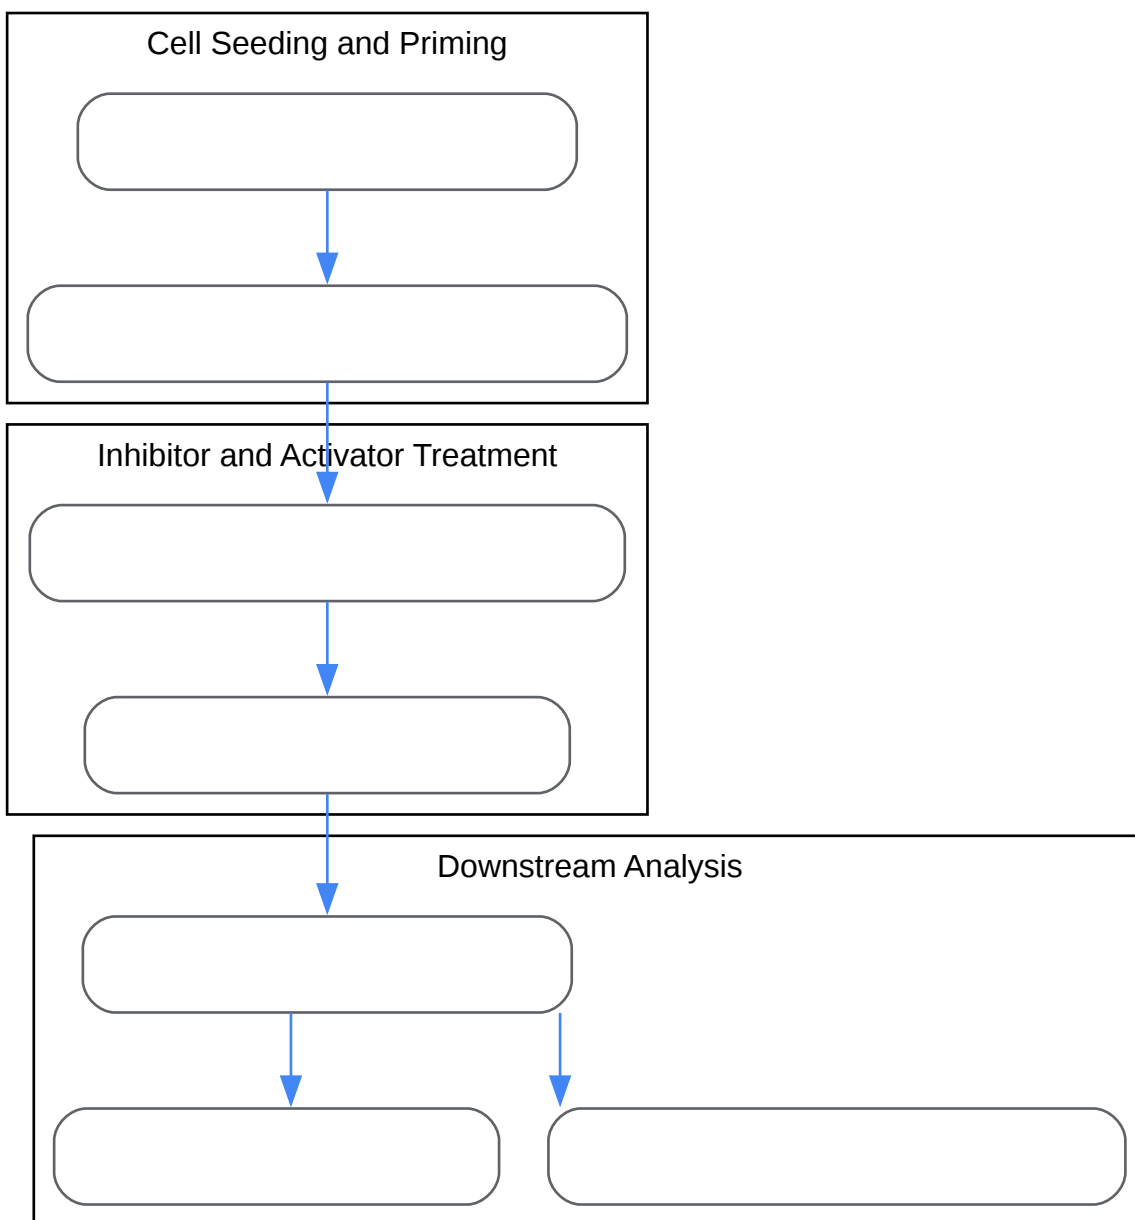 Cell Seeding and Priming
Inhibitor and Activator Treatment
Downstream Analysis